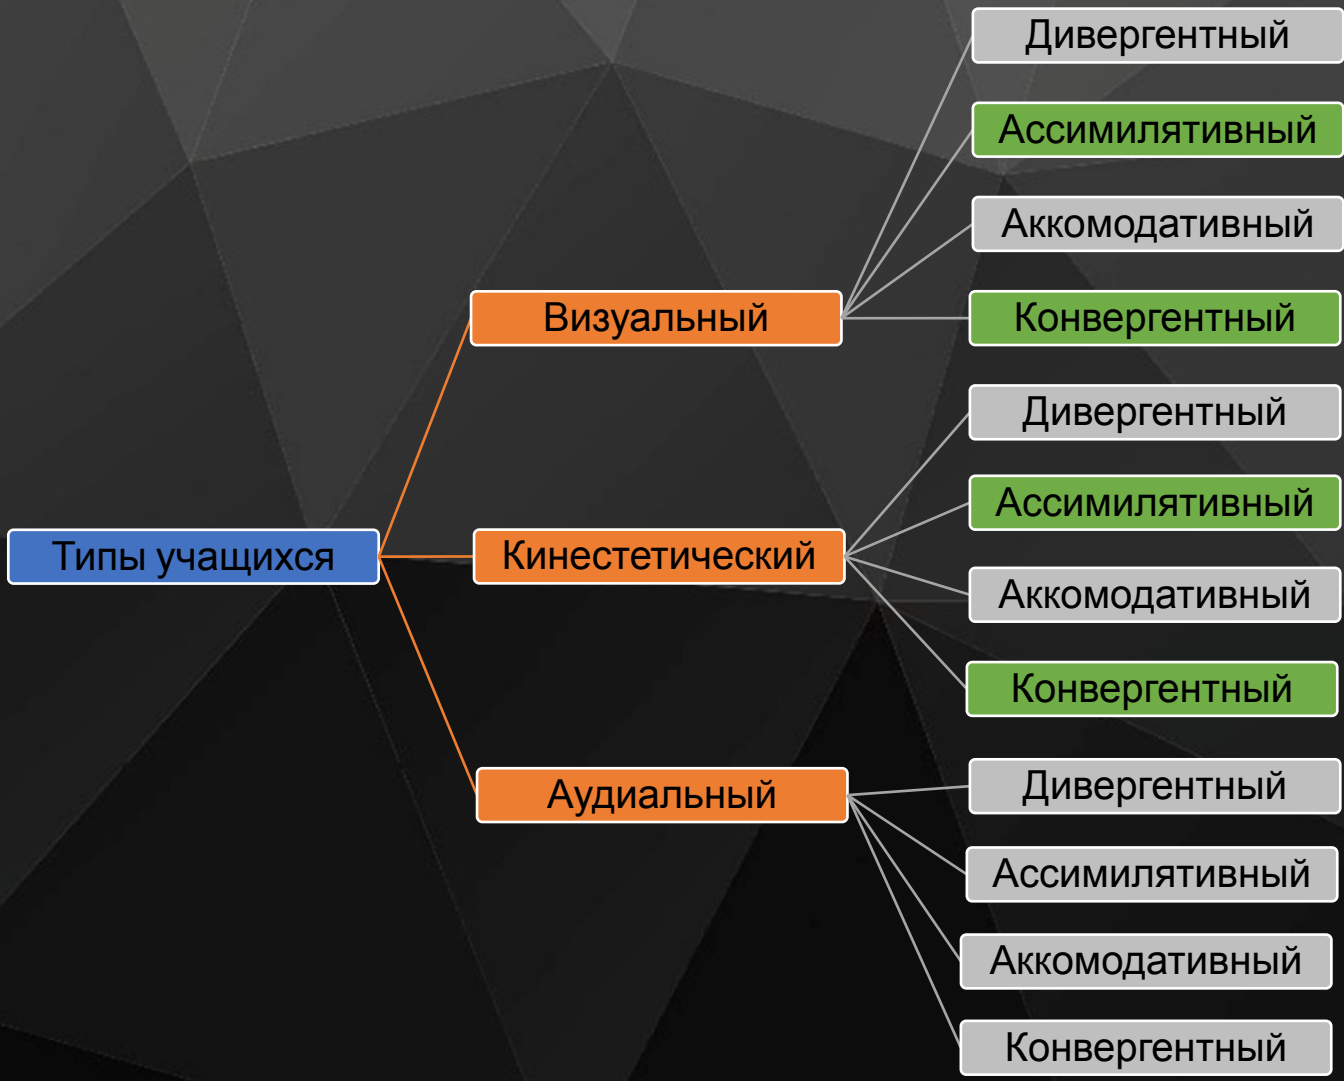 Типы учащихся
Визуальный
Дивергентный
Ассимилятивный
Аккомодативный
Конвергентный
Кинестетический
Дивергентный
Ассимилятивный
Аккомодативный
Конвергентный
Аудиальный
Дивергентный
Ассимилятивный
Аккомодативный
Конвергентный